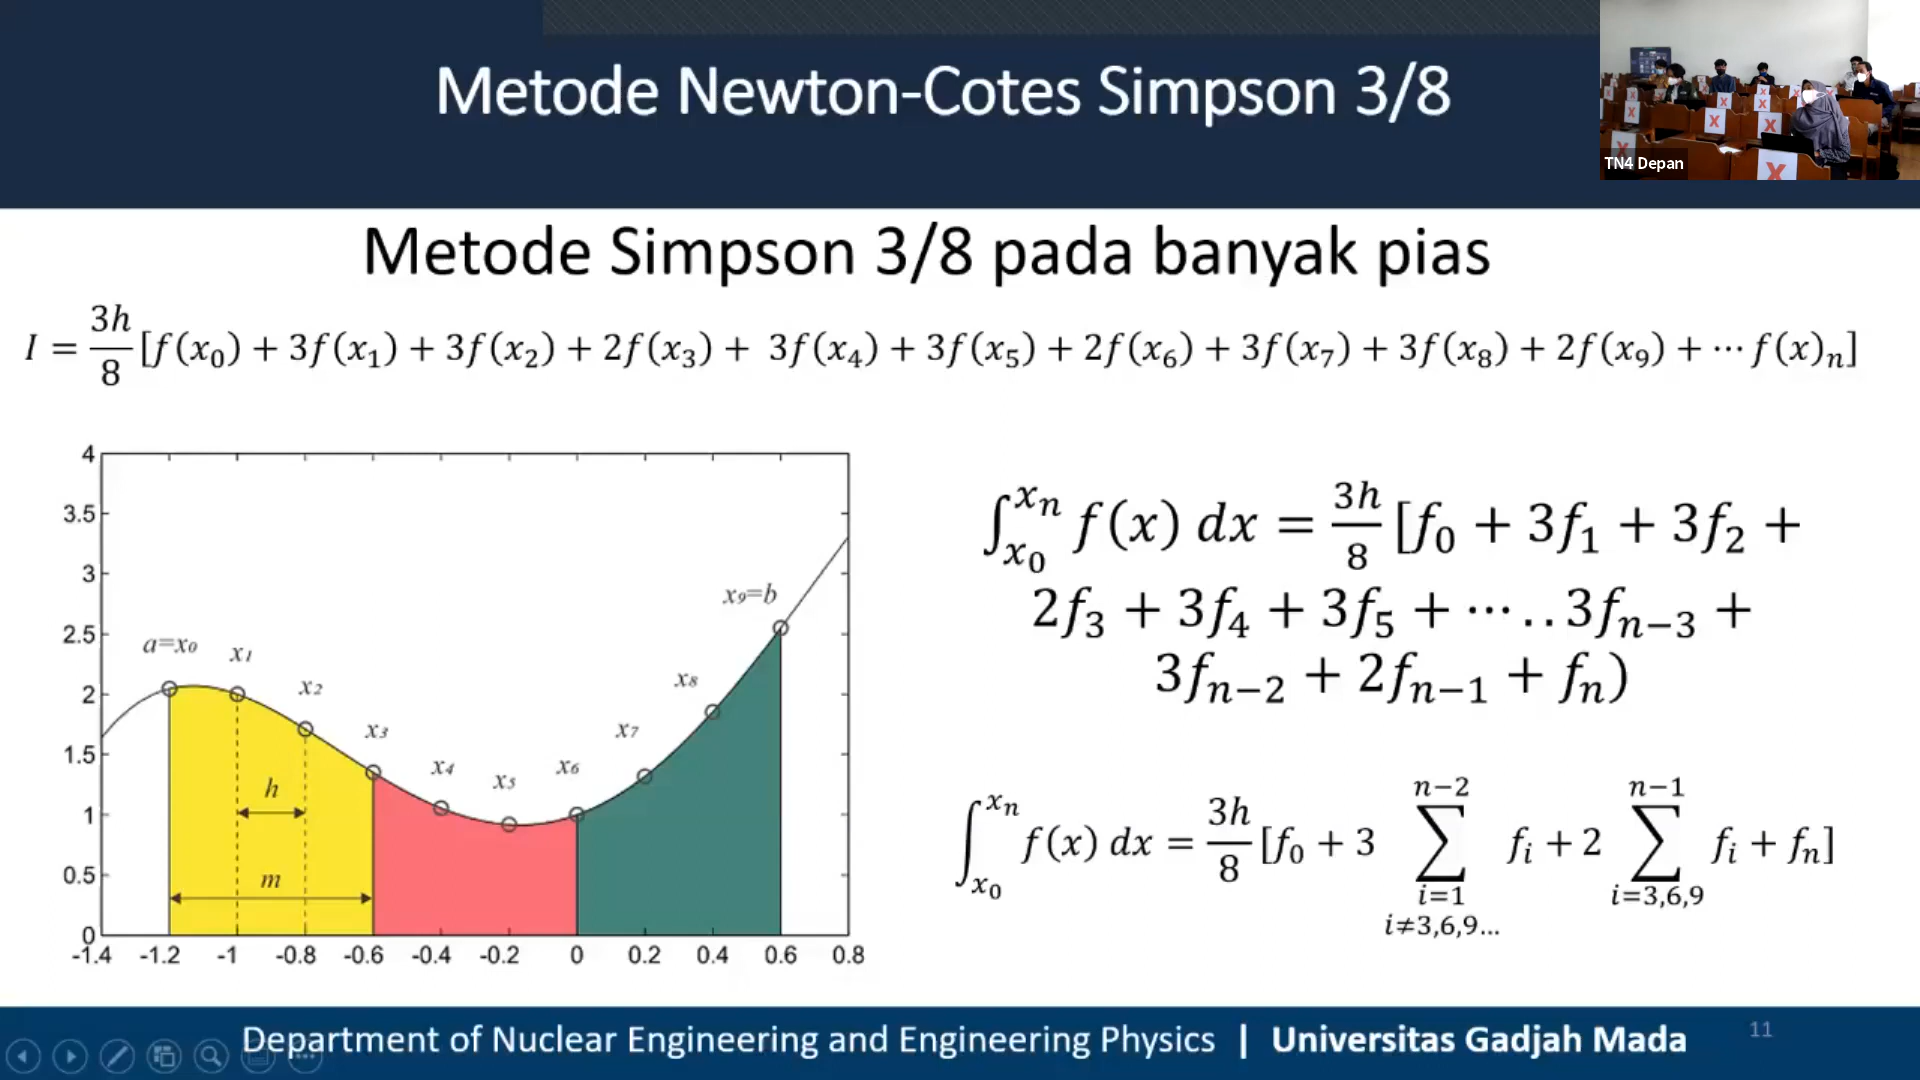 Metode Newton-Cotes Simpson 3/8
TN4 Depan
X
X
X
X
X
X
X
X
Metode Simpson 3/8 pada banyak pias
I = 3h/8 [f(x₀) + 3f(x₁) + 3f(x₂) + 2f(x₃) + 3f(x₄) + 3f(x₅) + 2f(x₆) + 3f(x₇) + 3f(x₈) + 2f(x₉) + ⋯ f(x)ₙ]
4
3.5
3
2.5
2
1.5
1
0.5
0
-1.4 -1.2 -1 -0.8 -0.6 -0.4 -0.2 0 0.2 0.4 0.6 0.8
a=x₀
x₁
x₂
x₃
x₄
x₅
x₆
x₇
x₈
x₉=b
h
m
∫ₓ₀ˣⁿ f(x) dx = 3h/8 [f₀ + 3f₁ + 3f₂ +
2f₃ + 3f₄ + 3f₅ + ⋯ .. 3fₙ₋₃ +
3fₙ₋₂ + 2fₙ₋₁ + fₙ)
n−2 n−1
∫ₓ₀ˣⁿ f(x) dx = 3h/8 [f₀ + 3 ∑ fᵢ + 2 ∑ fᵢ + fₙ]
i=1 i=3,6,9
i≠3,6,9...
Department of Nuclear Engineering and Engineering Physics | Universitas Gadjah Mada
11